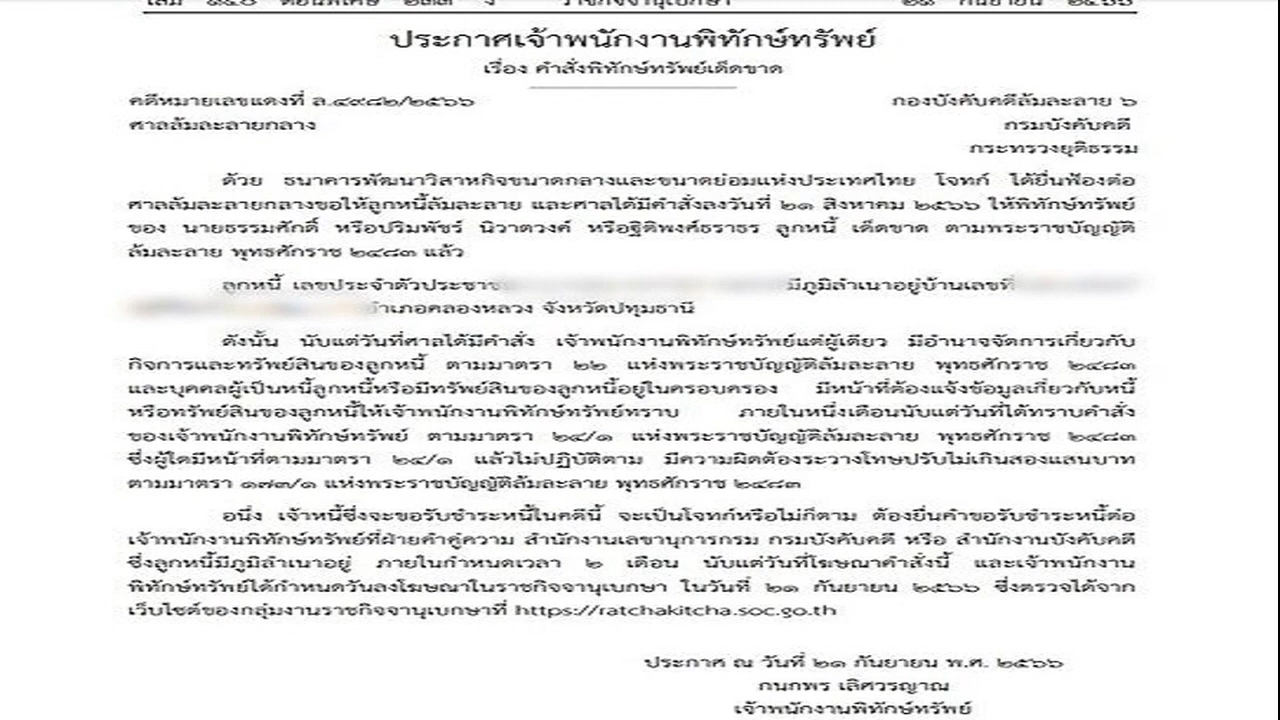 ราชกิจจานุเบกษา
ประกาศเจ้าพนักงานพิทักษ์ทรัพย์
เรื่อง คำสั่งพิทักษ์ทรัพย์เด็ดขาด
คดีหมายเลขแดงที่ ล.๔๙๘๒/๒๕๖๖ กองบังคับคดีล้มละลาย ๖
ศาลล้มละลายกลาง กรมบังคับคดี
กระทรวงยุติธรรม
ด้วย ธนาคารพัฒนาวิสาหกิจขนาดกลางและขนาดย่อมแห่งประเทศไทย โจทก์ ได้ยื่นฟ้องต่อ
ศาลล้มละลายกลางขอให้ลูกหนี้ล้มละลาย และศาลได้มีคำสั่งลงวันที่ ๒๑ สิงหาคม ๒๕๖๖ ให้พิทักษ์ทรัพย์
ของ นายธรรมศักดิ์ หรือปริมพัชร์ นิวาตวงศ์ หรือฐิติพงศ์ธราธร ลูกหนี้ เด็ดขาด ตามพระราชบัญญัติ
ล้มละลาย พุทธศักราช ๒๔๘๓ แล้ว
ลูกหนี้ เลขประจำตัวประชาช มีภูมิลำเนาอยู่บ้านเลขที่
อำเภอคลองหลวง จังหวัดปทุมธานี
ดังนั้น นับแต่วันที่ศาลได้มีคำสั่ง เจ้าพนักงานพิทักษ์ทรัพย์แต่ผู้เดียว มีอำนาจจัดการเกี่ยวกับ
กิจการและทรัพย์สินของลูกหนี้ ตามมาตรา ๒๒ แห่งพระราชบัญญัติล้มละลาย พุทธศักราช ๒๔๘๓
และบุคคลผู้เป็นหนี้ลูกหนี้หรือมีทรัพย์สินของลูกหนี้อยู่ในครอบครอง มีหน้าที่ต้องแจ้งข้อมูลเกี่ยวกับหนี้
หรือทรัพย์สินของลูกหนี้ให้เจ้าพนักงานพิทักษ์ทรัพย์ทราบ ภายในหนึ่งเดือนนับแต่วันที่ได้ทราบคำสั่ง
ของเจ้าพนักงานพิทักษ์ทรัพย์ ตามมาตรา ๒๔/๑ แห่งพระราชบัญญัติล้มละลาย พุทธศักราช ๒๔๘๓
ซึ่งผู้ใดมีหน้าที่ตามมาตรา ๒๔/๑ แล้วไม่ปฏิบัติตาม มีความผิดต้องระวางโทษปรับไม่เกินสองแสนบาท
ตามมาตรา ๑๗๓/๑ แห่งพระราชบัญญัติล้มละลาย พุทธศักราช ๒๔๘๓
อนึ่ง เจ้าหนี้ซึ่งจะขอรับชำระหนี้ในคดีนี้ จะเป็นโจทก์หรือไม่ก็ตาม ต้องยื่นคำขอรับชำระหนี้ต่อ
เจ้าพนักงานพิทักษ์ทรัพย์ที่ฝ่ายคำคู่ความ สำนักงานเลขานุการกรม กรมบังคับคดี หรือ สำนักงานบังคับคดี
ซึ่งลูกหนี้มีภูมิลำเนาอยู่ ภายในกำหนดเวลา ๒ เดือน นับแต่วันที่โฆษณาคำสั่งนี้ และเจ้าพนักงาน
พิทักษ์ทรัพย์ได้กำหนดวันลงโฆษณาในราชกิจจานุเบกษา ในวันที่ ๒๑ กันยายน ๒๕๖๖ ซึ่งตรวจได้จาก
เว็บไซต์ของกลุ่มงานราชกิจจานุเบกษาที่ https://ratchakitcha.soc.go.th
ประกาศ ณ วันที่ ๒๑ กันยายน พ.ศ. ๒๕๖๖
กนกพร เลิศวรญาณ
เจ้าพนักงานพิทักษ์ทรัพย์